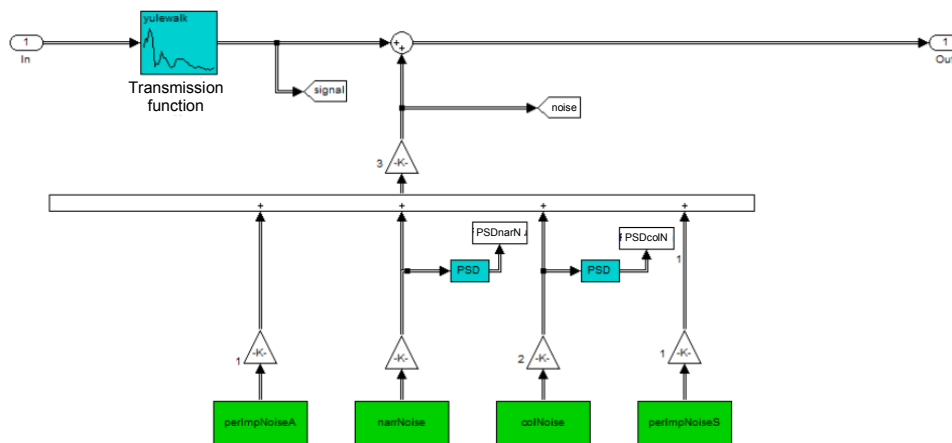 yulewalk
1
In
Transmission
function
signal
+
+
1
Out
noise
3
-K-
+
+
+
+
PSDnarN
PSDcolN
PSD
PSD
1
1
-K-
-K-
2
-K-
1
-K-
perImpNoiseA
narrNoise
colNoise
perImpNoiseS